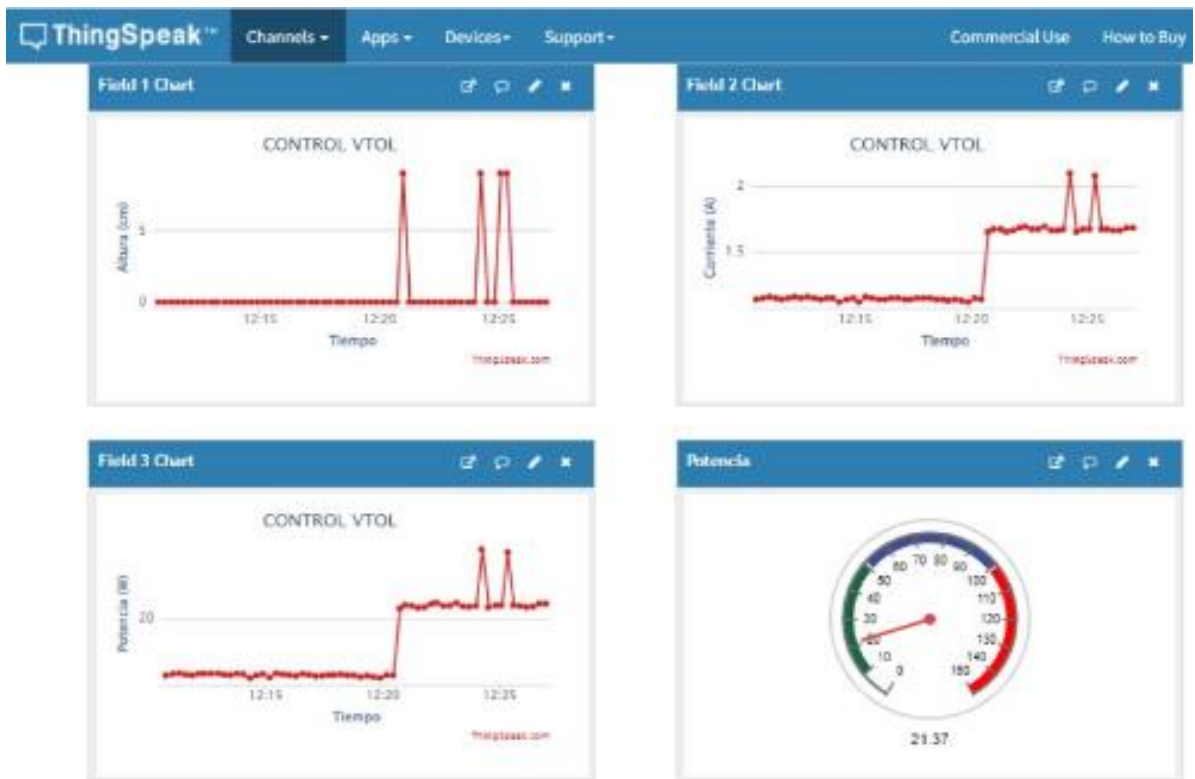 ThingSpeak™ Channels Apps Devices Support Commercial Use How to Buy
Field 1 Chart
CONTROL VTOL
Altura (cm)
5
0
12:15 12:20 12:25
Tiempo
ThingSpeak.com
Field 2 Chart
CONTROL VTOL
Corriente (A)
2
1.5
12:15 12:20 12:25
Tiempo
ThingSpeak.com
Field 3 Chart
CONTROL VTOL
Potencia (W)
20
12:15 12:20 12:25
Tiempo
ThingSpeak.com
Potencia
0 10 20 30 40 50 60 70 80 90 100 110 120 130 140 150
21.37